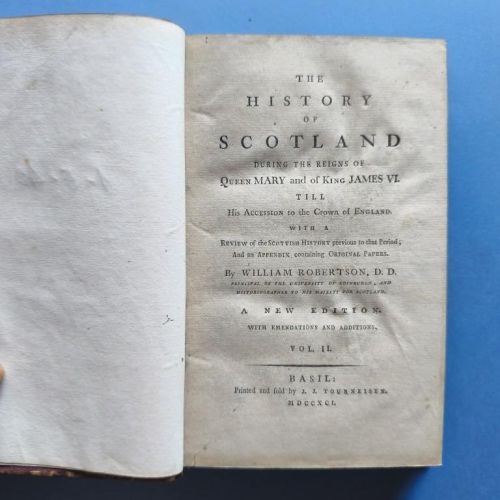 THE
HISTORY
OF
SCOTLAND
DURING THE REIGNS OF
QUEEN MARY and of KING JAMES VI.
TILL
His ACCESSION to the Crown of ENGLAND.
WITH A
REVIEW of the SCOTTISH HISTORY previous to that Period;
And an APPENDIX containing ORIGINAL PAPERS.
By WILLIAM ROBERTSON, D. D.
PRINCIPAL OF THE UNIVERSITY OF EDINBURGH, AND
HISTORIOGRAPHER TO HIS MAJESTY FOR SCOTLAND.
A NEW EDITION.
WITH EMENDATIONS AND ADDITIONS.
VOL. II.
BASIL:
Printed and sold by J. J. TOURNEISEN.
MDCCXCI.